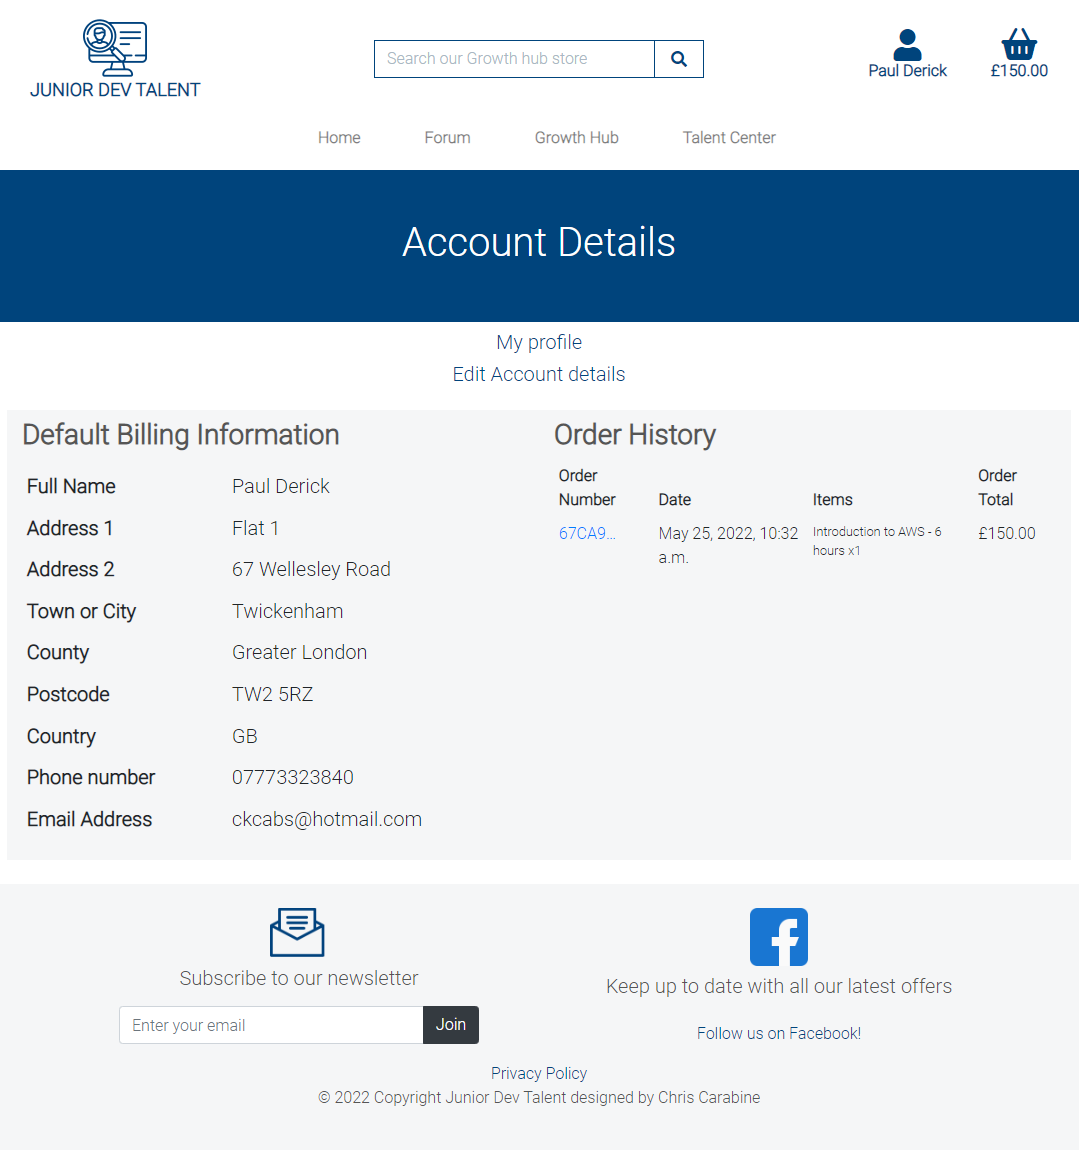 JUNIOR DEV TALENT
Search our Growth hub store
Paul Derick
£150.00
Home Forum Growth Hub Talent Center
Account Details
My profile
Edit Account details
Default Billing Information
Full Name Paul Derick
Address 1 Flat 1
Address 2 67 Wellesley Road
Town or City Twickenham
County Greater London
Postcode TW2 5RZ
Country GB
Phone number 07773323840
Email Address ckcabs@hotmail.com
Order History
Order Number Date Items Order Total
67CA9... May 25, 2022, 10:32 a.m. Introduction to AWS - 6 hours x1 £150.00
Subscribe to our newsletter
Enter your email Join
Keep up to date with all our latest offers
Follow us on Facebook!
Privacy Policy
© 2022 Copyright Junior Dev Talent designed by Chris Carabine